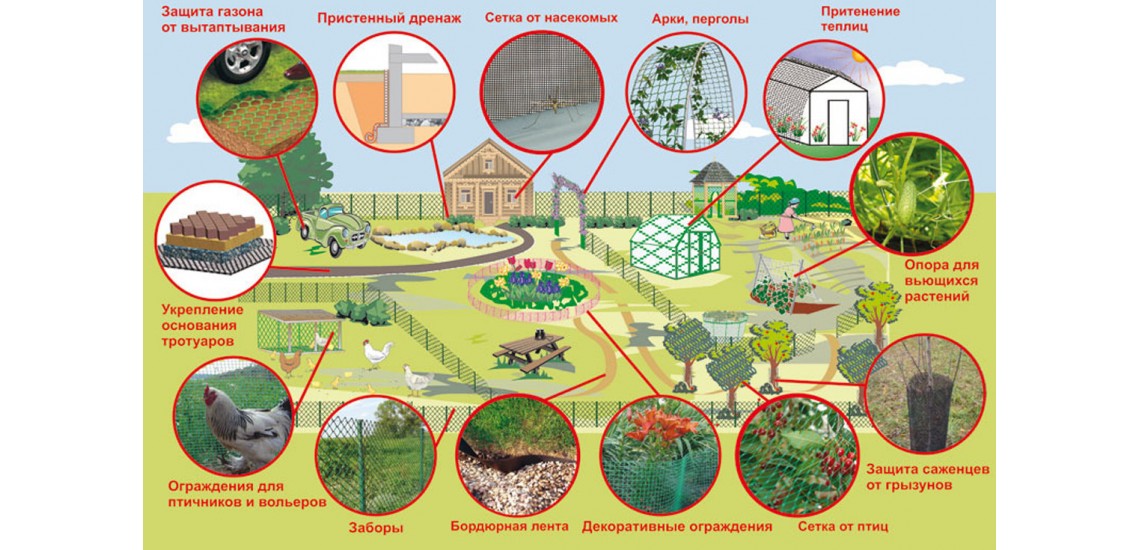 Защита газона
от вытаптывания
Пристенный дренаж
Сетка от насекомых
Арки, перголы
Притенение
теплиц
Опора для
вьющихся
растений
Укрепление
основания
тротуаров
Ограждения для
птичников и вольеров
Заборы
Бордюрная лента
Декоративные ограждения
Сетка от птиц
Защита саженцев
от грызунов